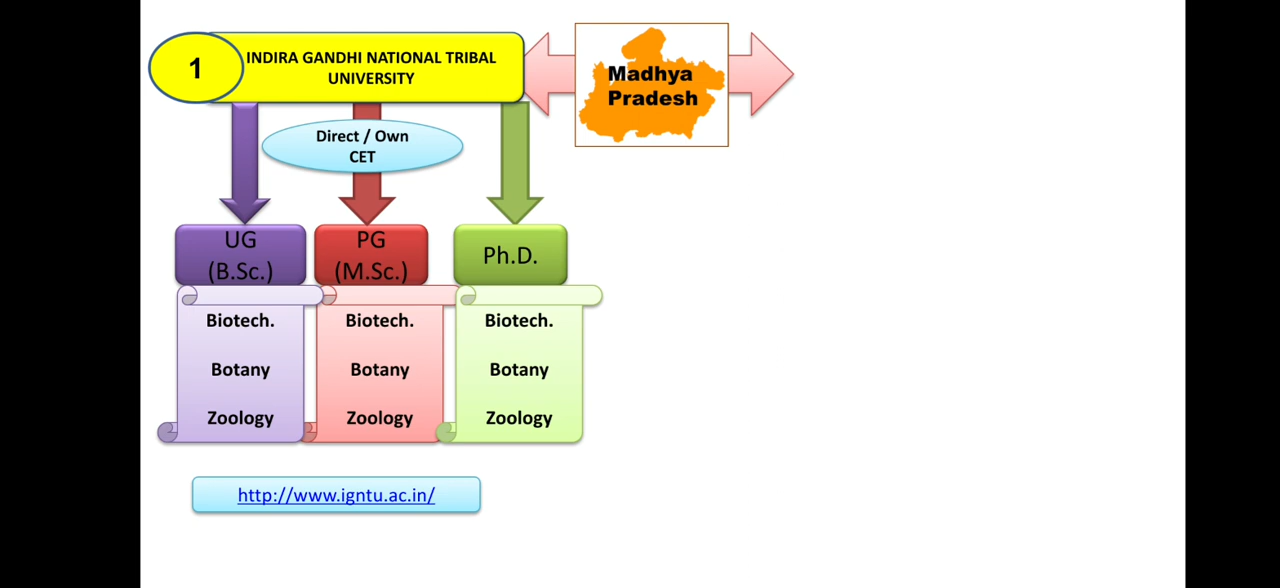 1
INDIRA GANDHI NATIONAL TRIBAL
UNIVERSITY
Madhya
Pradesh
Direct / Own
CET
UG
(B.Sc.)
PG
(M.Sc.)
Ph.D.
Biotech.
Botany
Zoology
Biotech.
Botany
Zoology
Biotech.
Botany
Zoology
http://www.igntu.ac.in/